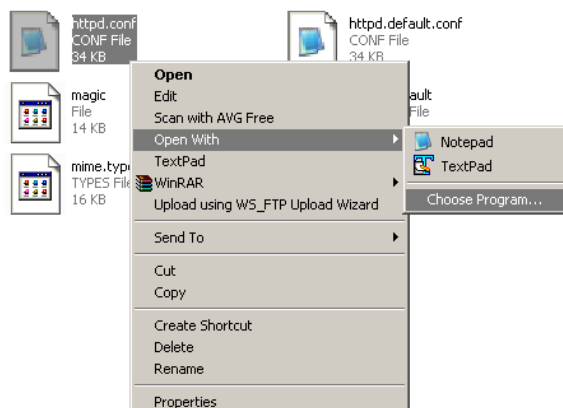 httpd.conf
CONF File
34 KB
httpd.default.conf
CONF File
34 KB
magic
File
14 KB
ault
File
mime.typ
TYPES File
16 KB
Open
Edit
Scan with AVG Free
Open With
TextPad
WinRAR
Upload using WS_FTP Upload Wizard
Send To
Cut
Copy
Create Shortcut
Delete
Rename
Properties
Notepad
TextPad
Choose Program...